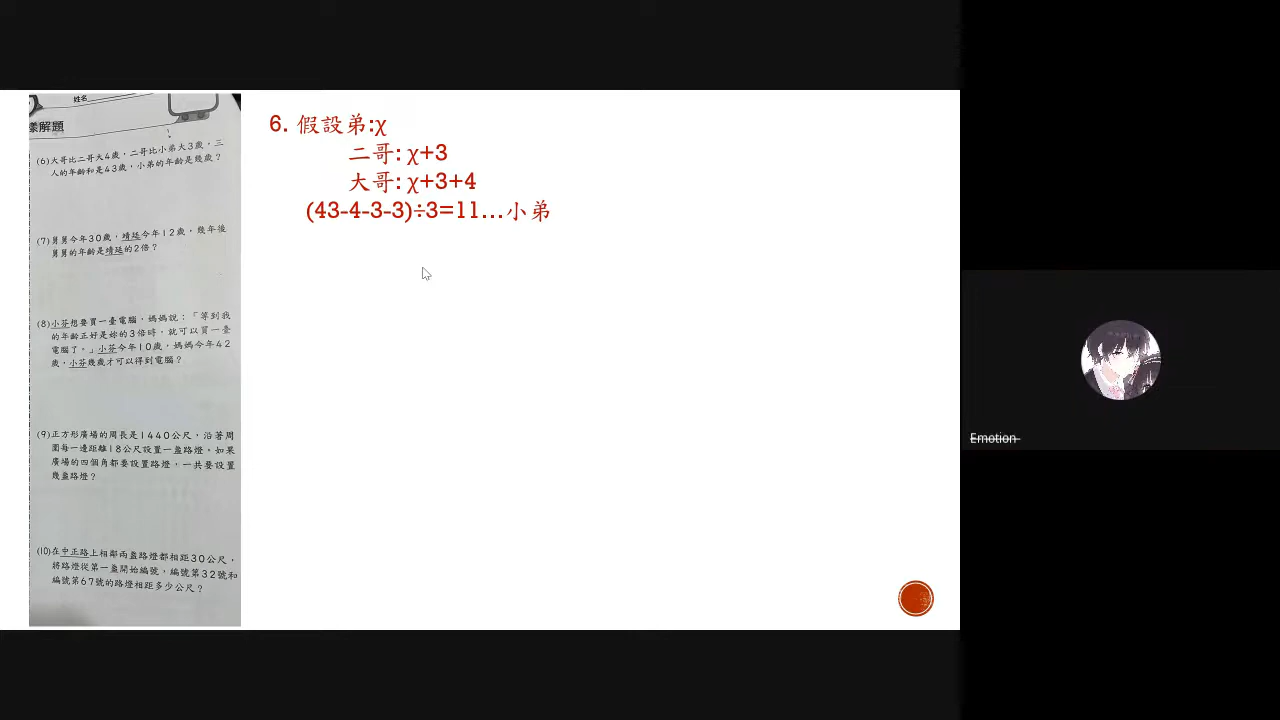 姓名
樣解題
(6)大哥比二哥大4歲，二哥比小弟大3歲，三
人的年齡和是43歲，小弟的年齡是幾歲？
(7)舅舅今年30歲，靖廷今年12歲，幾年後
舅舅的年齡是靖廷的2倍？
(8)小芬想要買一臺電腦，媽媽說：「等到我
的年齡正好是妳的3倍時，就可以買一臺
電腦了。」小芬今年10歲，媽媽今年42
歲，小芬幾歲才可以得到電腦？
(9)正方形廣場的周長是1440公尺，沿著周
圍每一邊距離18公尺設置一盞路燈。如果
廣場的四個角都要設置路燈，一共要設置
幾盞路燈？
(10)在中正路上相鄰兩盞路燈都相距30公尺，
將路燈從第一盞開始編號，編號第32號和
編號第67號的路燈相距多少公尺？
6. 假設弟:χ
二哥: χ+3
大哥: χ+3+4
(43-4-3-3)÷3=11…小弟
Emotion